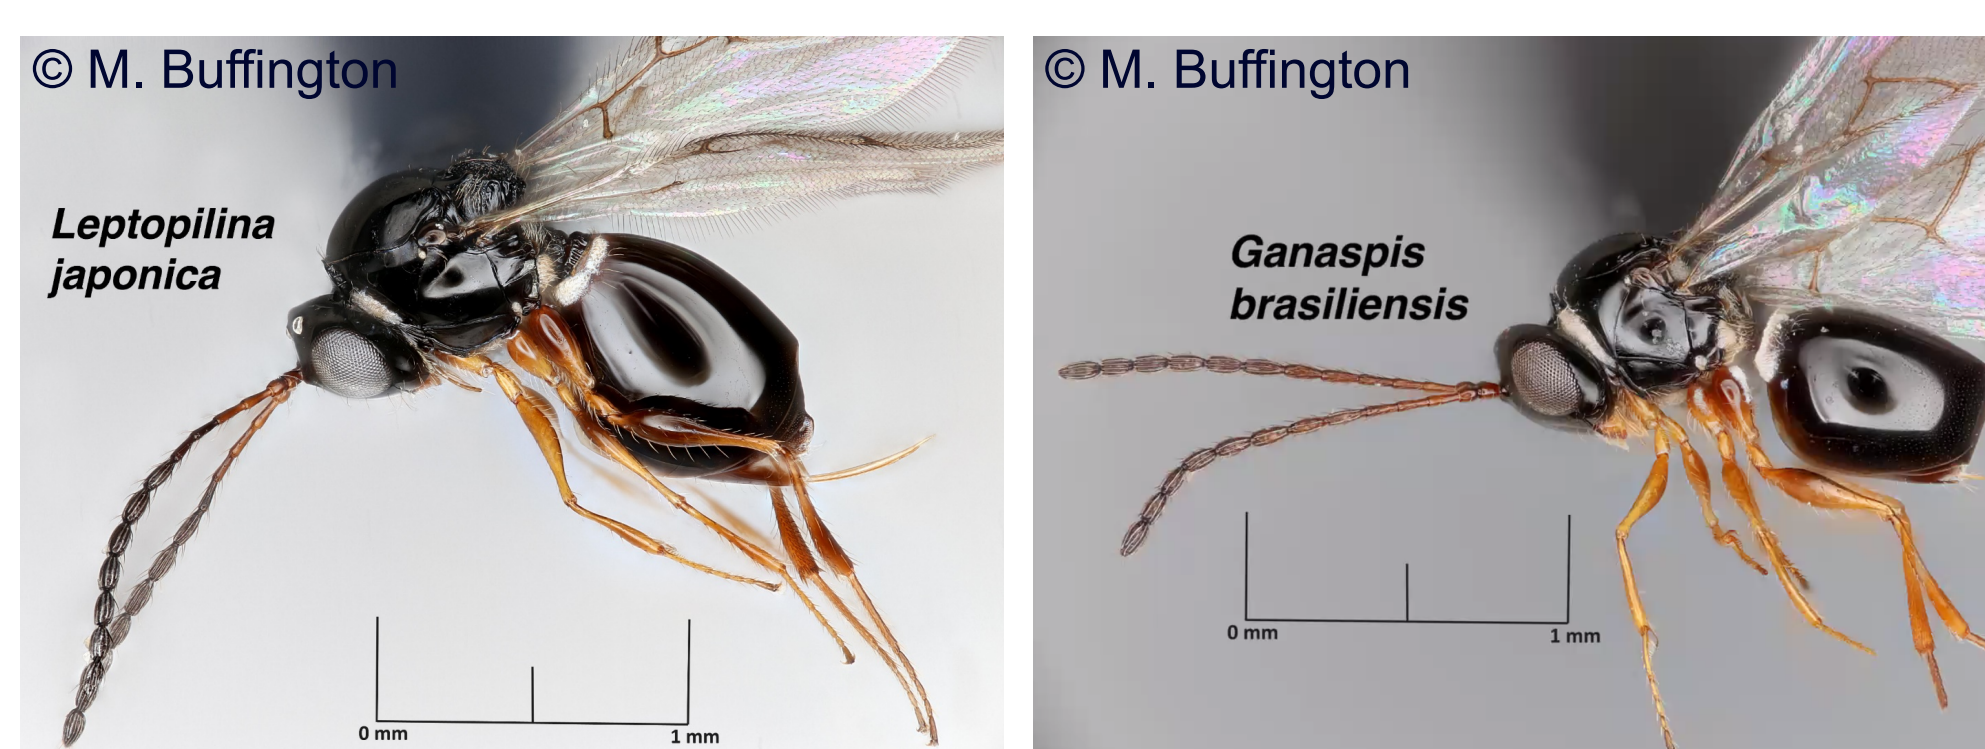 © M. Buffington
Leptopilina
japonica
0 mm
1 mm
© M. Buffington
Ganaspis
brasiliensis
0 mm
1 mm